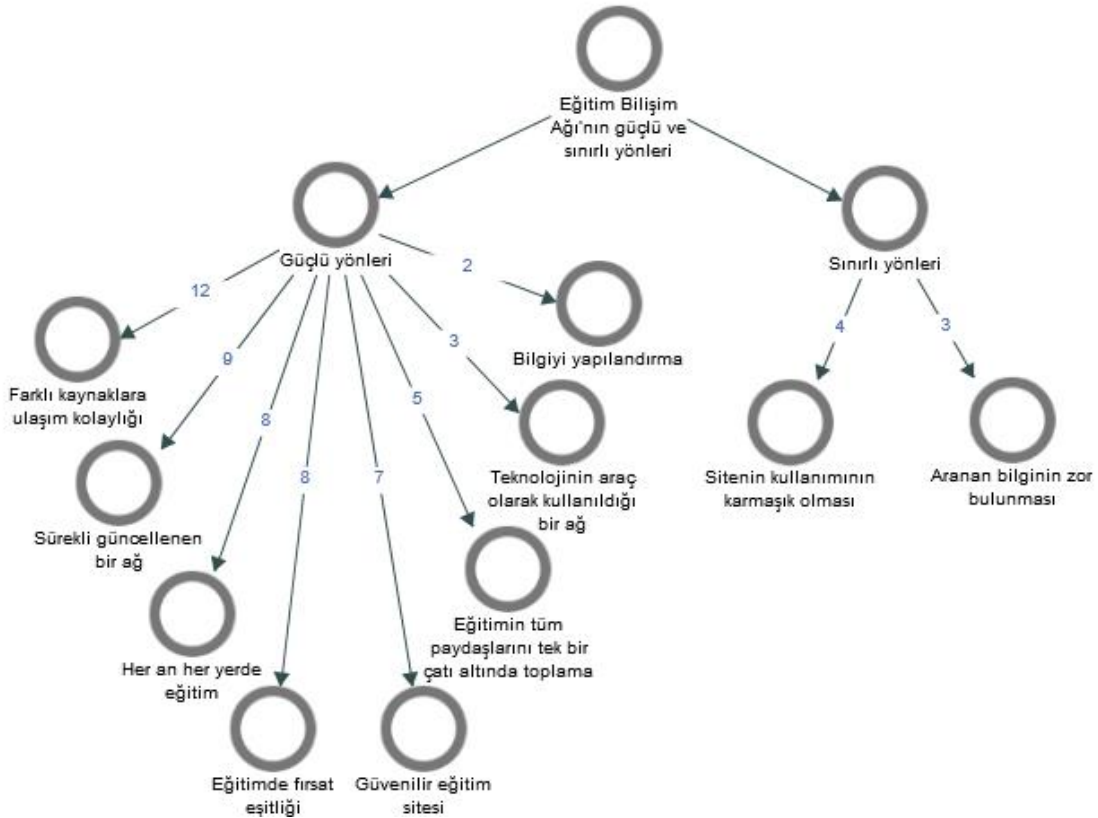 Eğitim Bilişim
Ağı'nın güçlü ve
sınırlı yönleri
Güçlü yönleri
Sınırlı yönleri
2
12
4
3
3
Bilgiyi yapılandırma
9
5
Farklı kaynaklara
ulaşım kolaylığı
8
8
7
Teknolojinin araç
olarak kullanıldığı
bir ağ
Sitenin kullanımının
karmaşık olması
Aranan bilginin zor
bulunması
Sürekli güncellenen
bir ağ
Eğitimin tüm
paydaşlarını tek bir
çatı altında toplama
Her an her yerde
eğitim
Eğitimde fırsat
eşitliği
Güvenilir eğitim
sitesi